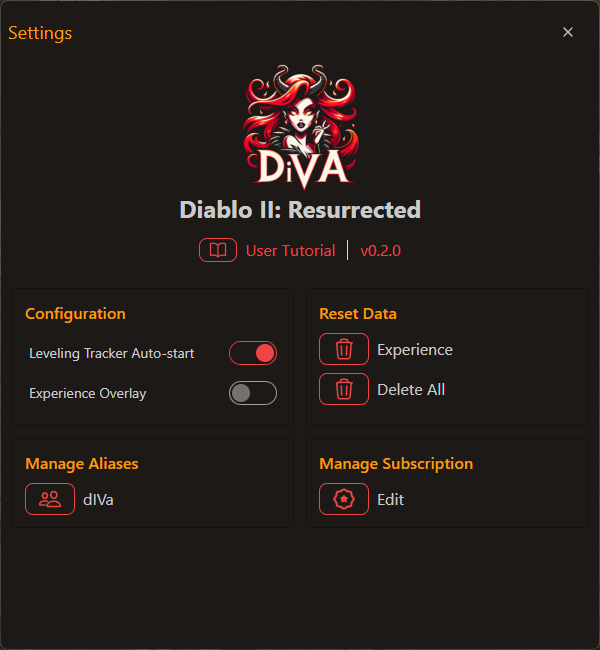 Settings
DiVA
Diablo II: Resurrected
User Tutorial
v0.2.0
Configuration
Leveling Tracker Auto-start
Experience Overlay
Reset Data
Experience
Delete All
Manage Aliases
dIVa
Manage Subscription
Edit